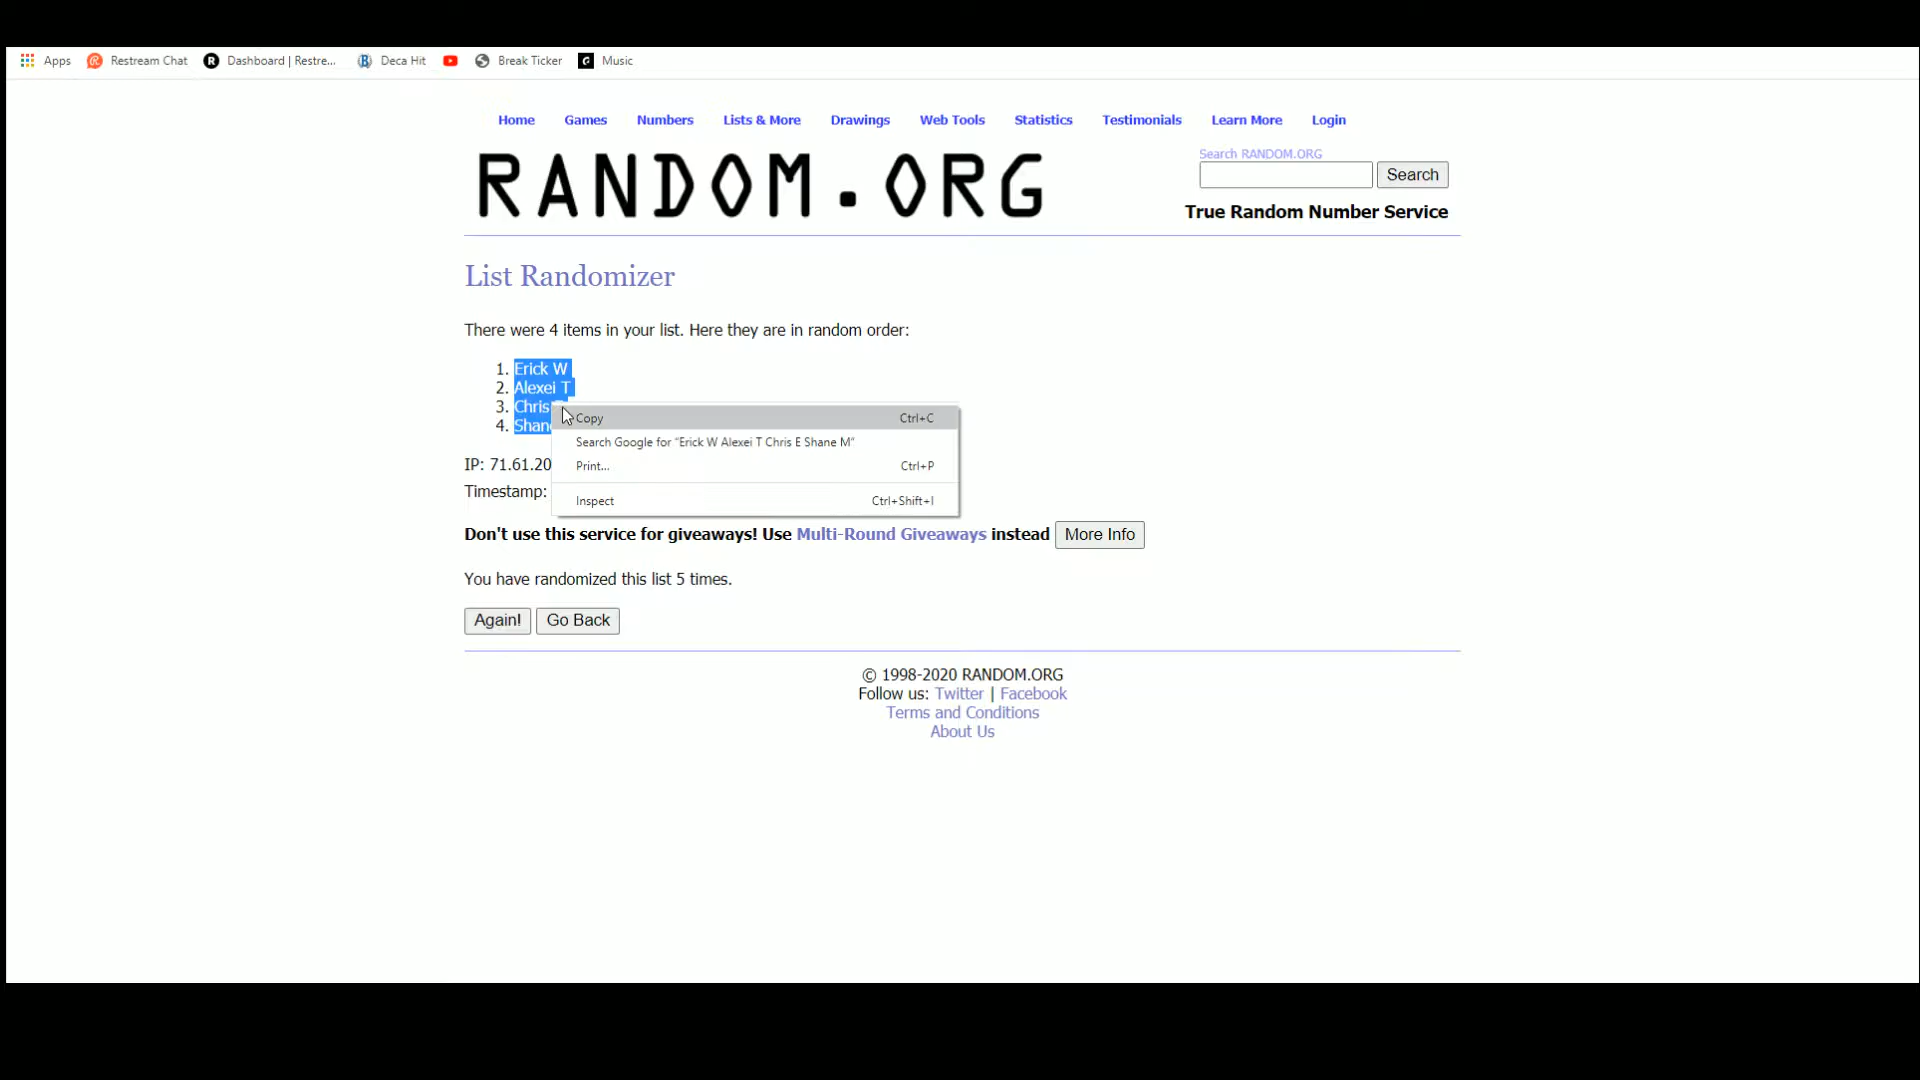 Apps Restream Chat Dashboard | Restre... Deca Hit Break Ticker Music
Home Games Numbers Lists & More Drawings Web Tools Statistics Testimonials Learn More Login
RANDOM.ORG
Search RANDOM.ORG
Search
True Random Number Service
List Randomizer
There were 4 items in your list. Here they are in random order:
1. Erick W
2. Alexei T
3. Chris
4. Shane
Copy Ctrl+C
Search Google for “Erick W Alexei T Chris E Shane M”
Print... Ctrl+P
Inspect Ctrl+Shift+I
IP: 71.61.20
Timestamp:
Don't use this service for giveaways! Use Multi-Round Giveaways instead More Info
You have randomized this list 5 times.
Again! Go Back
© 1998-2020 RANDOM.ORG
Follow us: Twitter | Facebook
Terms and Conditions
About Us